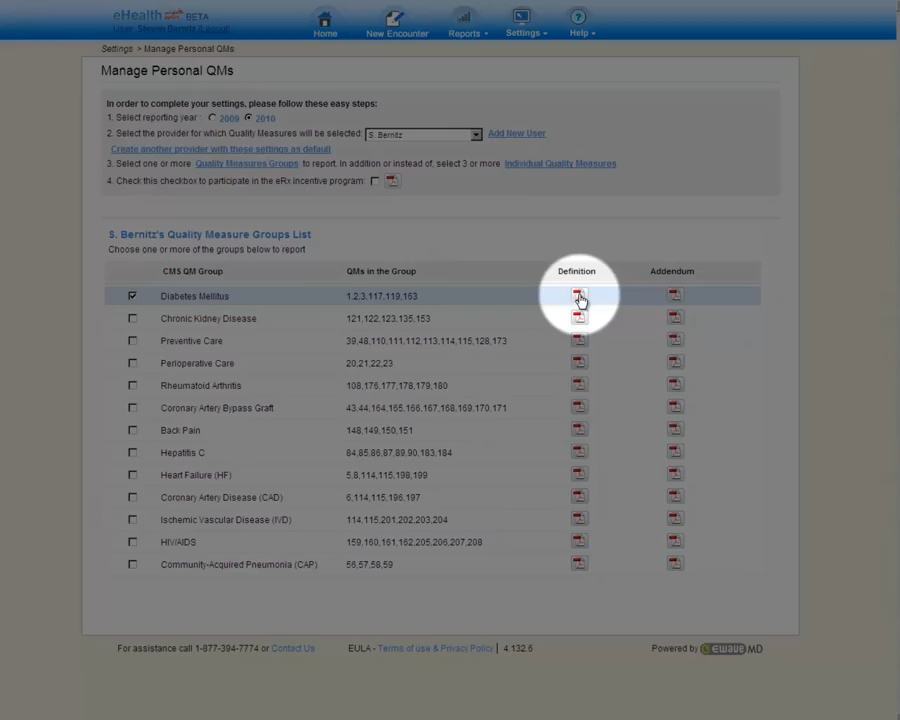 eHealth BETA
User: Steven Bernitz (Logout)
Home
New Encounter
Reports
Settings
Help
Settings > Manage Personal QMs
Manage Personal QMs
In order to complete your settings, please follow these easy steps:
1. Select reporting year : 2009 2010
2. Select the provider for which Quality Measures will be selected: S. Bernitz Add New User
Create another provider with these settings as default
3. Select one or more Quality Measures Groups to report. In addition or instead of, select 3 or more Individual Quality Measures
4. Check this checkbox to participate in the eRx incentive program:
S. Bernitz's Quality Measure Groups List
Choose one or more of the groups below to report
CMS QM Group QMs in the Group Definition Addendum
Diabetes Mellitus 1,2,3,117,119,163
Chronic Kidney Disease 121,122,123,135,153
Preventive Care 39,48,110,111,112,113,114,115,128,173
Perioperative Care 20,21,22,23
Rheumatoid Arthritis 108,176,177,178,179,180
Coronary Artery Bypass Graft 43,44,164,165,166,167,168,169,170,171
Back Pain 148,149,150,151
Hepatitis C 84,85,86,87,89,90,183,184
Heart Failure (HF) 5,8,114,115,198,199
Coronary Artery Disease (CAD) 6,114,115,196,197
Ischemic Vascular Disease (IVD) 114,115,201,202,203,204
HIV/AIDS 159,160,161,162,205,206,207,208
Community-Acquired Pneumonia (CAP) 56,57,58,59
For assistance call 1-877-394-7774 or Contact Us EULA - Terms of use & Privacy Policy | 4.132.6 Powered by eWAVE MD